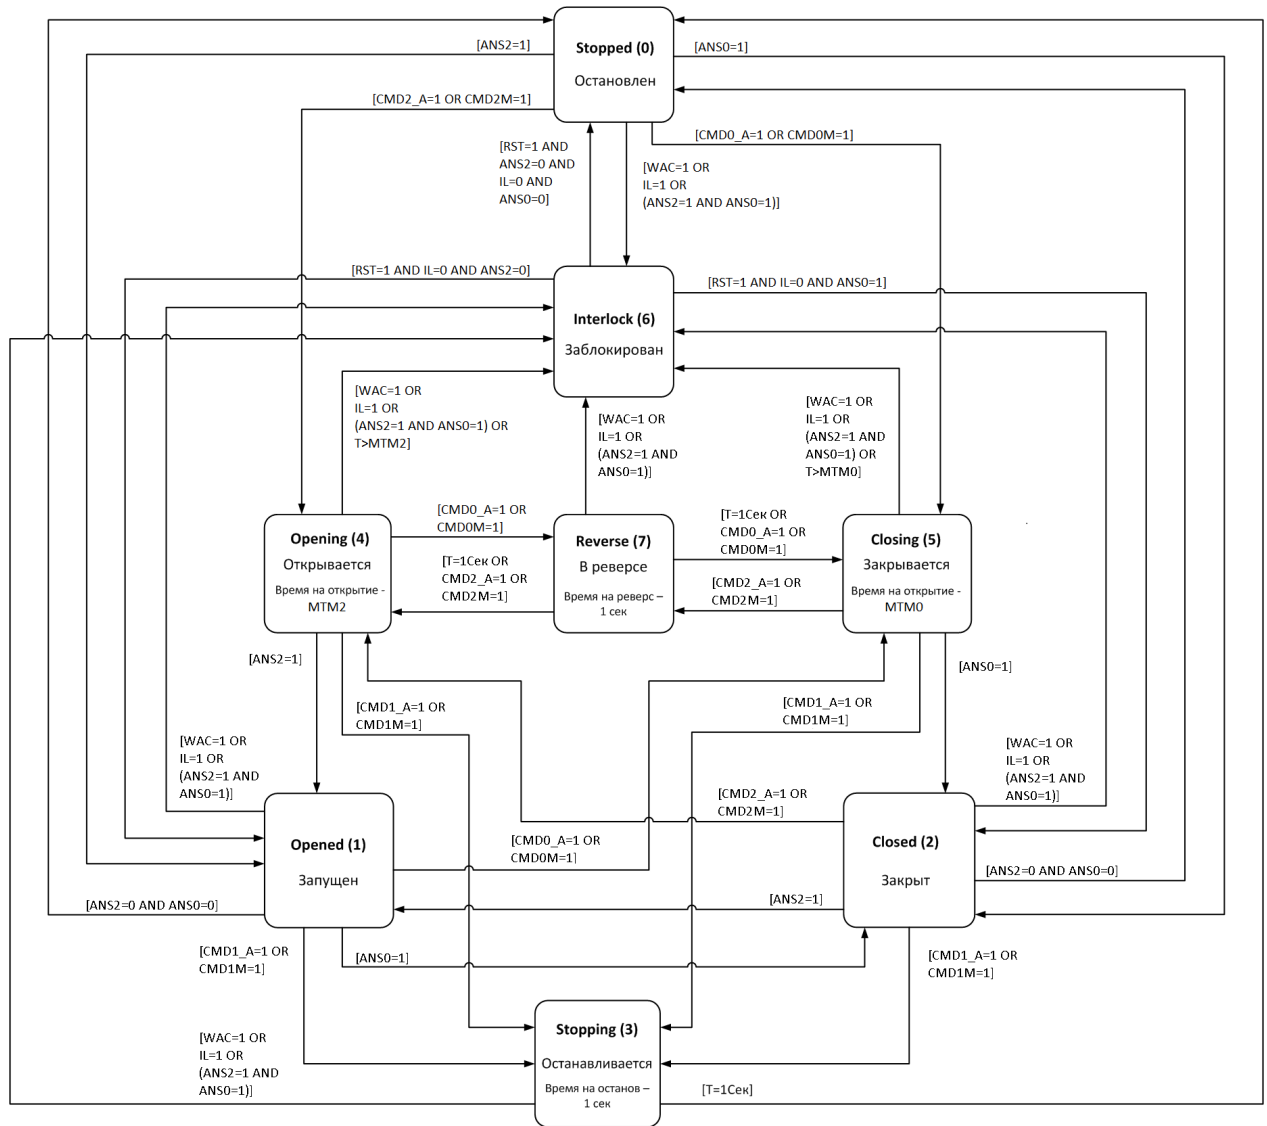 Stopped (0)
Остановлен
[ANS2=1]
[ANS0=1]
[CMD2_A=1 OR CMD2M=1]
[CMD0_A=1 OR CMD0M=1]
[RST=1 AND
ANS2=0 AND
IL=0 AND
ANS0=0]
[WAC=1 OR
IL=1 OR
(ANS2=1 AND ANS0=1)]
[RST=1 AND IL=0 AND ANS2=0]
[RST=1 AND IL=0 AND ANS0=1]
Interlock (6)
Заблокирован
[WAC=1 OR
IL=1 OR
(ANS2=1 AND ANS0=1) OR
T>MTM2]
[WAC=1 OR
IL=1 OR
(ANS2=1 AND
ANS0=1)]
[WAC=1 OR
IL=1 OR
(ANS2=1 AND
ANS0=1) OR
T>MTM0]
Opening (4)
Открывается
Время на открытие -
MTM2
[CMD0_A=1 OR
CMD0M=1]
[T=1Сек OR
CMD2_A=1 OR
CMD2M=1]
Reverse (7)
В реверсе
Время на реверс –
1 сек
[T=1Сек OR
CMD0_A=1 OR
CMD0M=1]
[CMD2_A=1 OR
CMD2M=1]
Closing (5)
Закрывается
Время на открытие -
MTM0
[ANS2=1]
[CMD1_A=1 OR
CMD1M=1]
[CMD1_A=1 OR
CMD1M=1]
[ANS0=1]
[WAC=1 OR
IL=1 OR
(ANS2=1 AND
ANS0=1)]
[WAC=1 OR
IL=1 OR
(ANS2=1 AND
ANS0=1)]
[CMD2_A=1 OR
CMD2M=1]
[CMD0_A=1 OR
CMD0M=1]
Opened (1)
Запущен
Closed (2)
Закрыт
[ANS2=0 AND ANS0=0]
[ANS2=0 AND ANS0=0]
[ANS2=1]
[ANS0=1]
[CMD1_A=1 OR
CMD1M=1]
[CMD1_A=1 OR
CMD1M=1]
Stopping (3)
Останавливается
Время на останов –
1 сек
[WAC=1 OR
IL=1 OR
(ANS2=1 AND
ANS0=1)]
[T=1Сек]